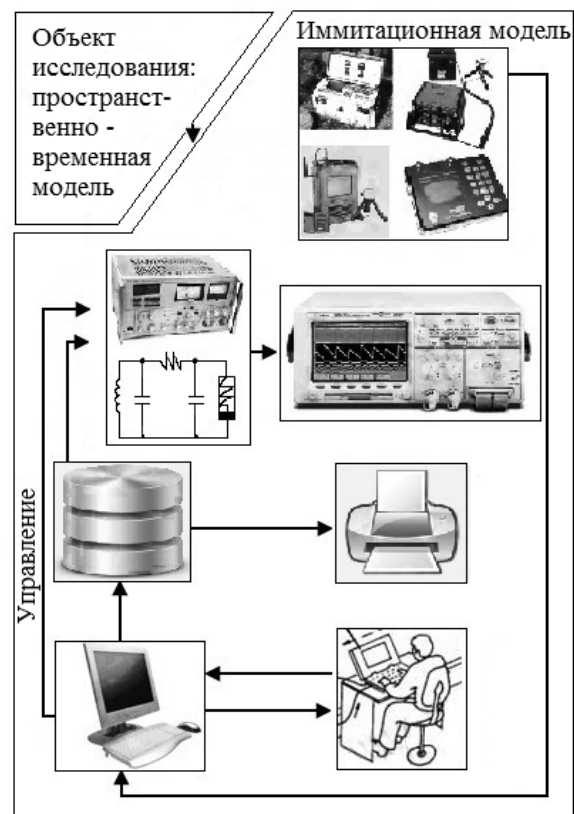 Объект
исследования:
пространст-
венно -
временная
модель
Иммитационная модель
Управление